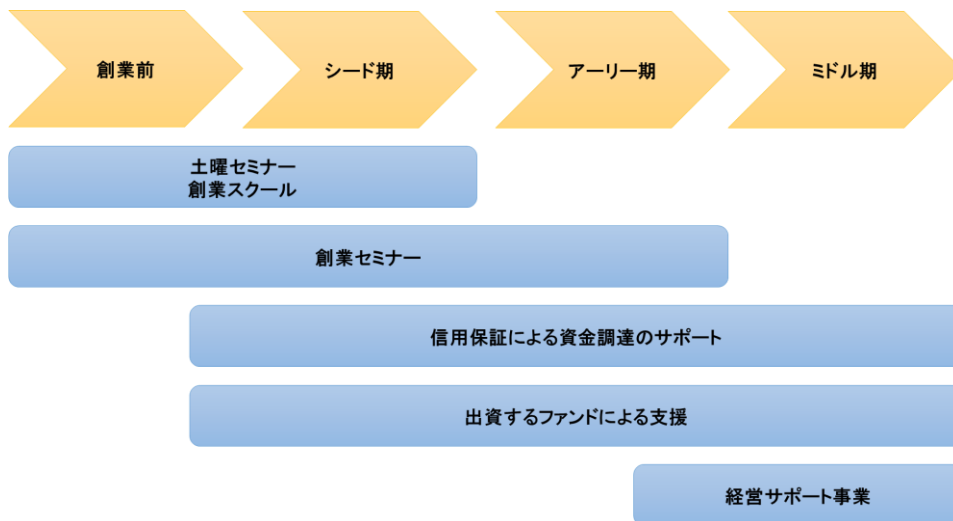 創業前
シード期
アーリー期
ミドル期
土曜セミナー
創業スクール
創業セミナー
信用保証による資金調達のサポート
出資するファンドによる支援
経営サポート事業